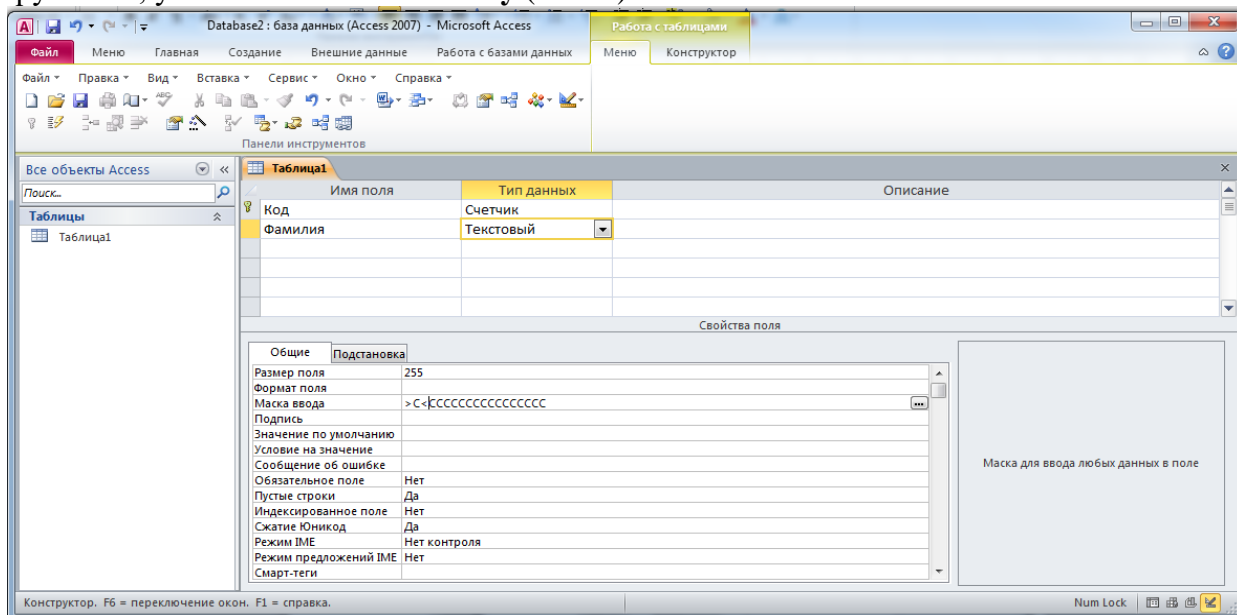 Database2 : база данных (Access 2007) - Microsoft Access
Работа с таблицами
Файл Меню Главная Создание Внешние данные Работа с базами данных Меню Конструктор
Файл Правка Вид Вставка Сервис Окно Справка
Панели инструментов
Все объекты Access
Таблица1
Поиск...
Имя поля Тип данных Описание
Таблицы
Код Счетчик
Таблица1
Фамилия Текстовый
Свойства поля
Общие Подстановка
Размер поля 255
Формат поля
Маска ввода >C<CCCCCCCCCCCCCCCC
Подпись
Значение по умолчанию
Условие на значение
Сообщение об ошибке
Обязательное поле Нет
Пустые строки Да
Индексированное поле Нет
Сжатие Юникод Да
Режим IME Нет контроля
Режим предложений IME Нет
Смарт-теги
Маска для ввода любых данных в поле
Конструктор. F6 = переключение окон. F1 = справка. Num Lock